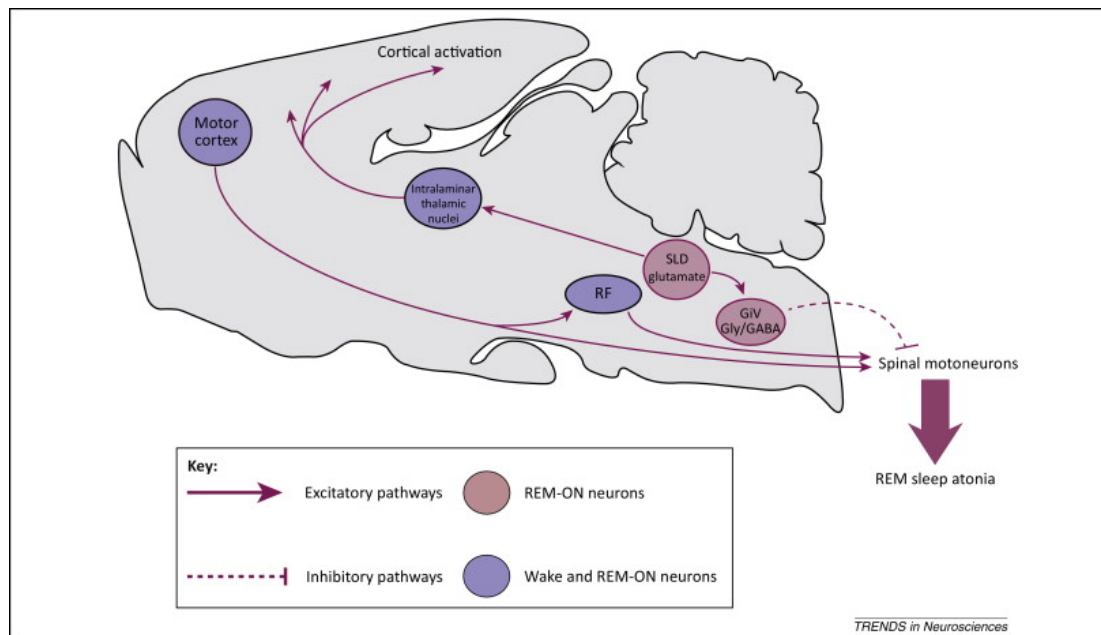 Cortical activation
Motor
cortex
Intralaminar
thalamic
nuclei
SLD
glutamate
RF
GiV
Gly/GABA
Spinal motoneurons
REM sleep atonia
Key:
Excitatory pathways
REM-ON neurons
Inhibitory pathways
Wake and REM-ON neurons
TRENDS in Neurosciences